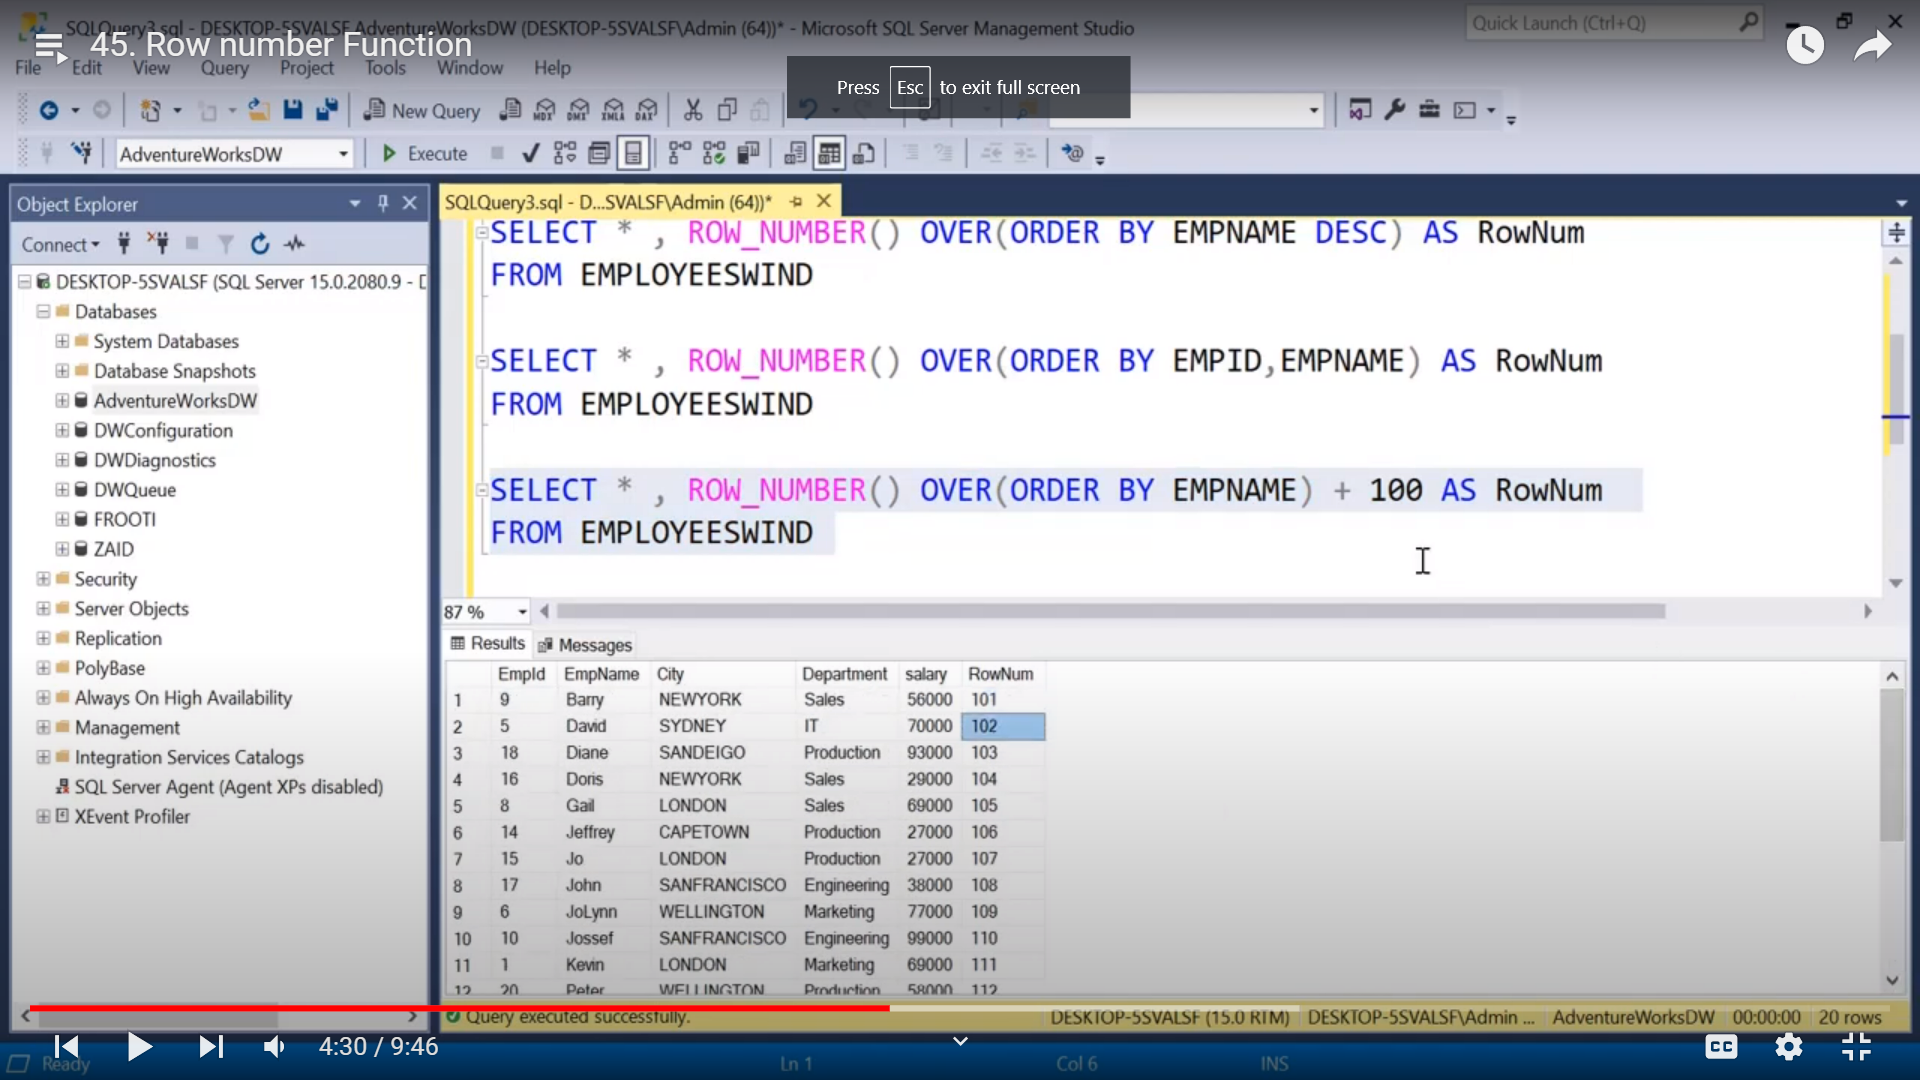 SQLQuery3.sql - DESKTOP-5SVALSF.AdventureWorksDW (DESKTOP-5SVALSF\Admin (64))* - Microsoft SQL Server Management Studio
Quick Launch (Ctrl+Q)
45. Row number Function
File Edit View Query Project Tools Window Help
Press Esc to exit full screen
New Query
AdventureWorksDW
Execute
Object Explorer
Connect
DESKTOP-5SVALSF (SQL Server 15.0.2080.9 -
Databases
System Databases
Database Snapshots
AdventureWorksDW
DWConfiguration
DWDiagnostics
DWQueue
FROOTI
ZAID
Security
Server Objects
Replication
PolyBase
Always On High Availability
Management
Integration Services Catalogs
SQL Server Agent (Agent XPs disabled)
XEvent Profiler
SQLQuery3.sql - D...SVALSF\Admin (64))*
SELECT * , ROW_NUMBER() OVER(ORDER BY EMPNAME DESC) AS RowNum
FROM EMPLOYEESWIND
SELECT * , ROW_NUMBER() OVER(ORDER BY EMPID,EMPNAME) AS RowNum
FROM EMPLOYEESWIND
SELECT * , ROW_NUMBER() OVER(ORDER BY EMPNAME) + 100 AS RowNum
FROM EMPLOYEESWIND
87 %
Results Messages
EmpId EmpName City Department salary RowNum
1 9 Barry NEWYORK Sales 56000 101
2 5 David SYDNEY IT 70000 102
3 18 Diane SANDEIGO Production 93000 103
4 16 Doris NEWYORK Sales 29000 104
5 8 Gail LONDON Sales 69000 105
6 14 Jeffrey CAPETOWN Production 27000 106
7 15 Jo LONDON Production 27000 107
8 17 John SANFRANCISCO Engineering 38000 108
9 6 JoLynn WELLINGTON Marketing 77000 109
10 10 Jossef SANFRANCISCO Engineering 99000 110
11 1 Kevin LONDON Marketing 69000 111
12 20 Peter WELLINGTON Production 58000 112
Query executed successfully.
DESKTOP-5SVALSF (15.0 RTM) DESKTOP-5SVALSF\Admin ... AdventureWorksDW 00:00:00 20 rows
4:30 / 9:46
CC
Ready Ln 1 Col 6 INS